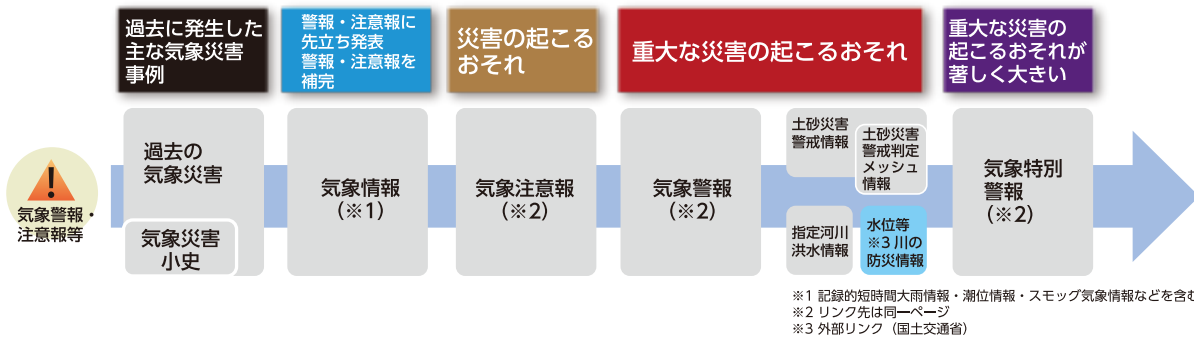 過去に発生した
主な気象災害
事例
警報・注意報に
先立ち発表
警報・注意報を
補完
災害の起こる
おそれ
重大な災害の起こるおそれ
重大な災害の
起こるおそれが
著しく大きい
気象警報・
注意報等
過去の
気象災害
気象災害
小史
気象情報
（※1）
気象注意報
（※2）
気象警報
（※2）
土砂災害
警戒情報
土砂災害
警戒判定
メッシュ
情報
指定河川
洪水情報
水位等
※3 川の
防災情報
気象特別
警報
（※2）
※1 記録的短時間大雨情報・潮位情報・スモッグ気象情報などを含む
※2 リンク先は同一ページ
※3 外部リンク（国土交通省）